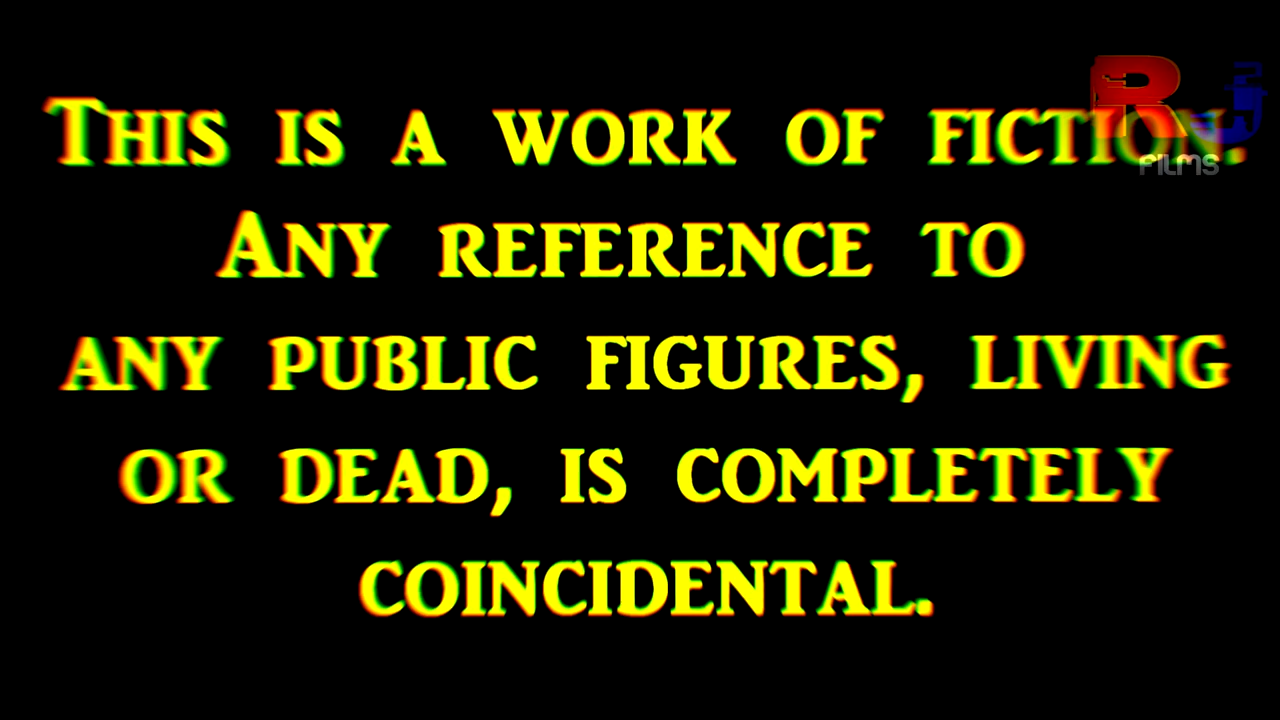 This is a work of fiction.
Any reference to
any public figures, living
or dead, is completely
coincidental.
R J
FILMS